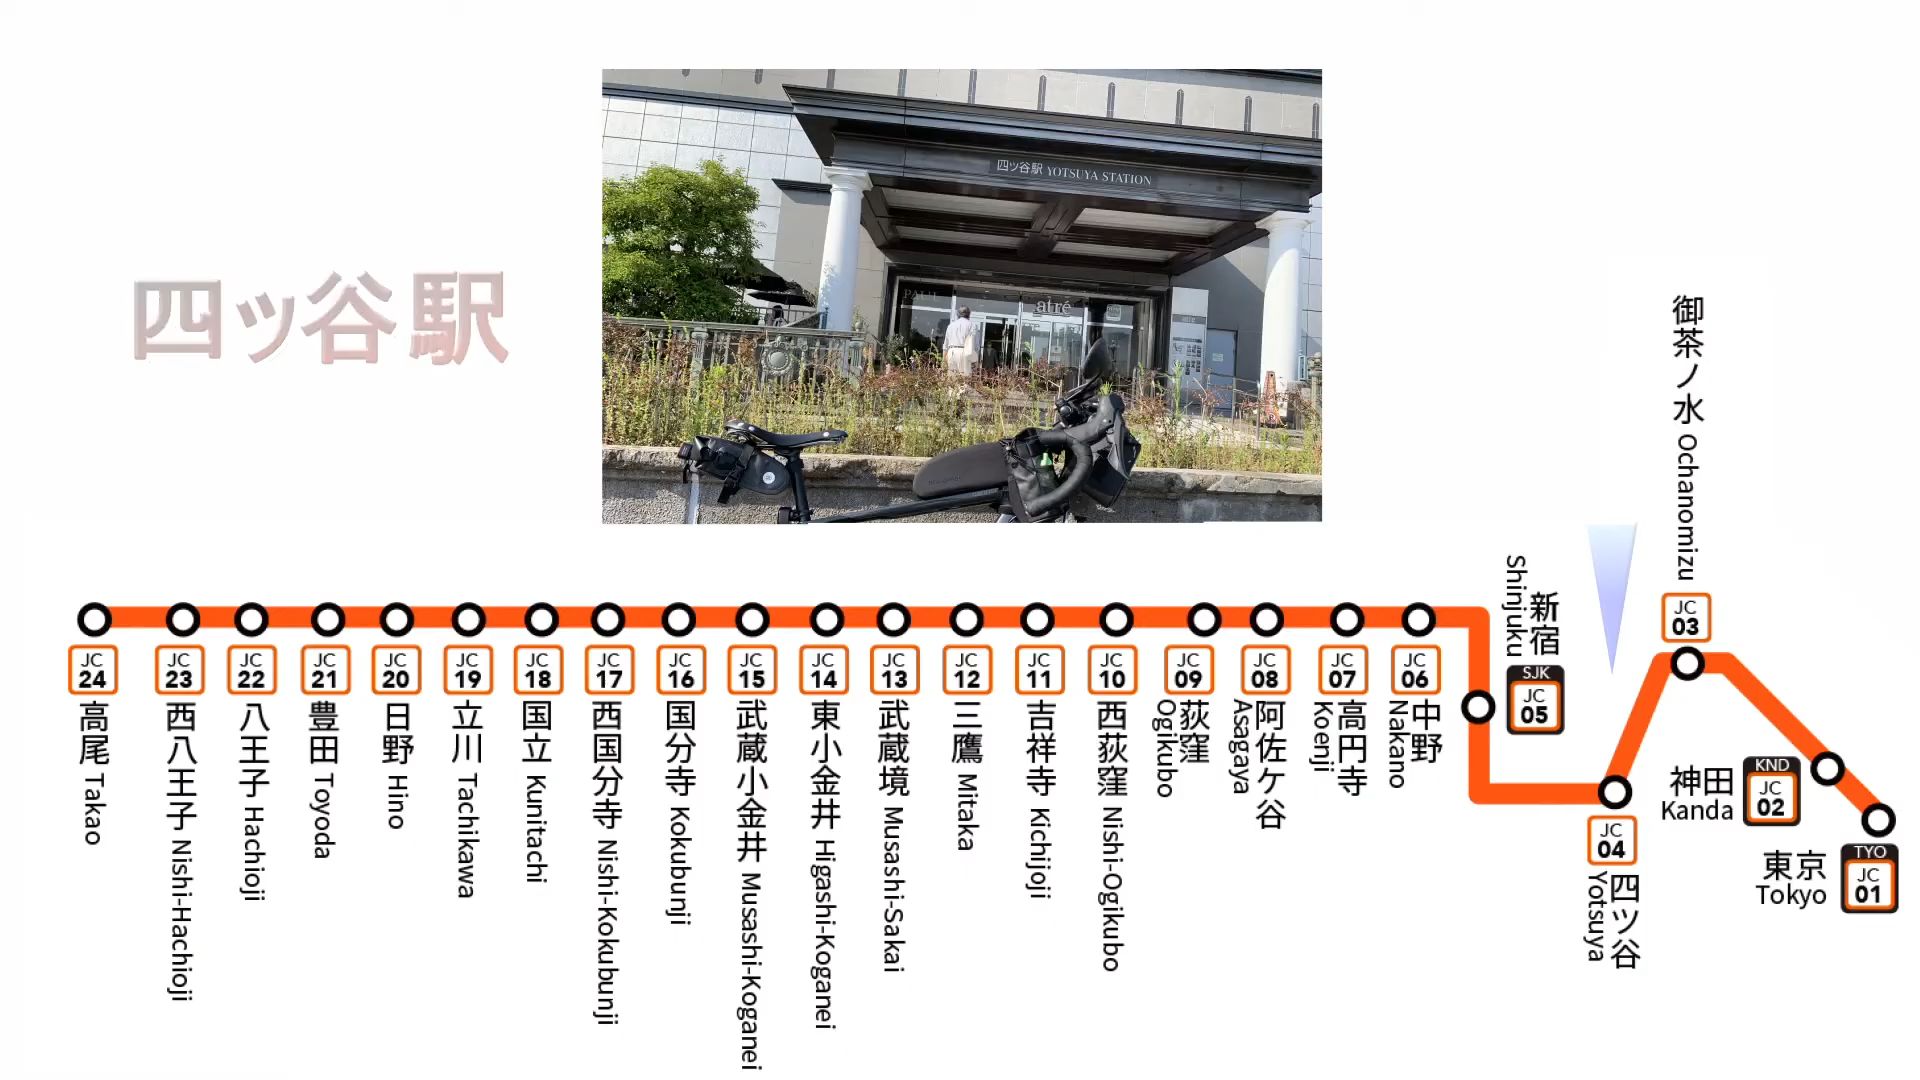 四ッ谷駅
四ッ谷駅 YOTSUYA STATION
PAUL
atré
JC 24
高尾 Takao
JC 23
西八王子 Nishi-Hachioji
JC 22
八王子 Hachioji
JC 21
豊田 Toyoda
JC 20
日野 Hino
JC 19
立川 Tachikawa
JC 18
国立 Kunitachi
JC 17
西国分寺 Nishi-Kokubunji
JC 16
国分寺 Kokubunji
JC 15
武蔵小金井 Musashi-Koganei
JC 14
東小金井 Higashi-Koganei
JC 13
武蔵境 Musashi-Sakai
JC 12
三鷹 Mitaka
JC 11
吉祥寺 Kichijoji
JC 10
西荻窪 Nishi-Ogikubo
JC 09
荻窪
Ogikubo
JC 08
阿佐ケ谷
Asagaya
JC 07
高円寺
Koenji
JC 06
中野
Nakano
新宿
Shinjuku
SJK
JC 05
JC 04
四ツ谷
Yotsuya
御茶ノ水 Ochanomizu
JC 03
神田
Kanda
KND
JC 02
東京
Tokyo
TYO
JC 01